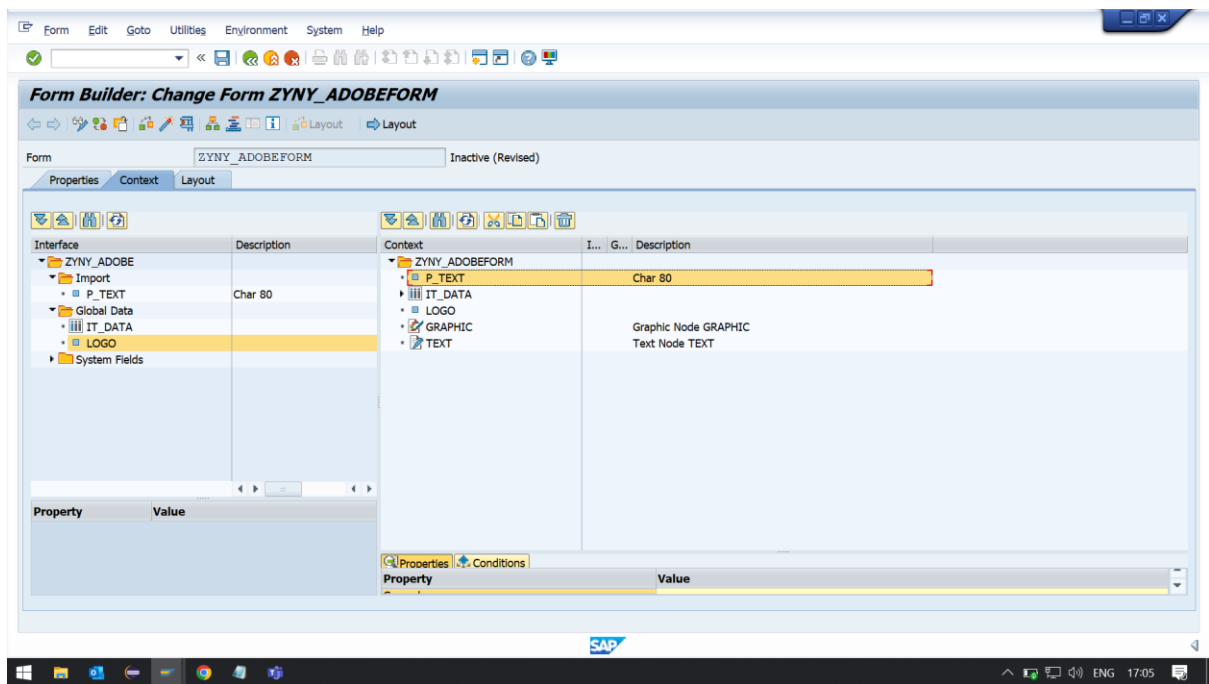 Form Edit Goto Utilities Environment System Help
Form Builder: Change Form ZYNY_ADOBEFORM
Layout Layout
Form ZYNY_ADOBEFORM Inactive (Revised)
Properties Context Layout
Interface Description Context I... G... Description
ZYNY_ADOBE ZYNY_ADOBEFORM
Import P_TEXT Char 80
P_TEXT Char 80 IT_DATA
Global Data LOGO
IT_DATA GRAPHIC Graphic Node GRAPHIC
LOGO TEXT Text Node TEXT
System Fields
Property Value
Properties Conditions
Property Value
SAP
ENG 17:05